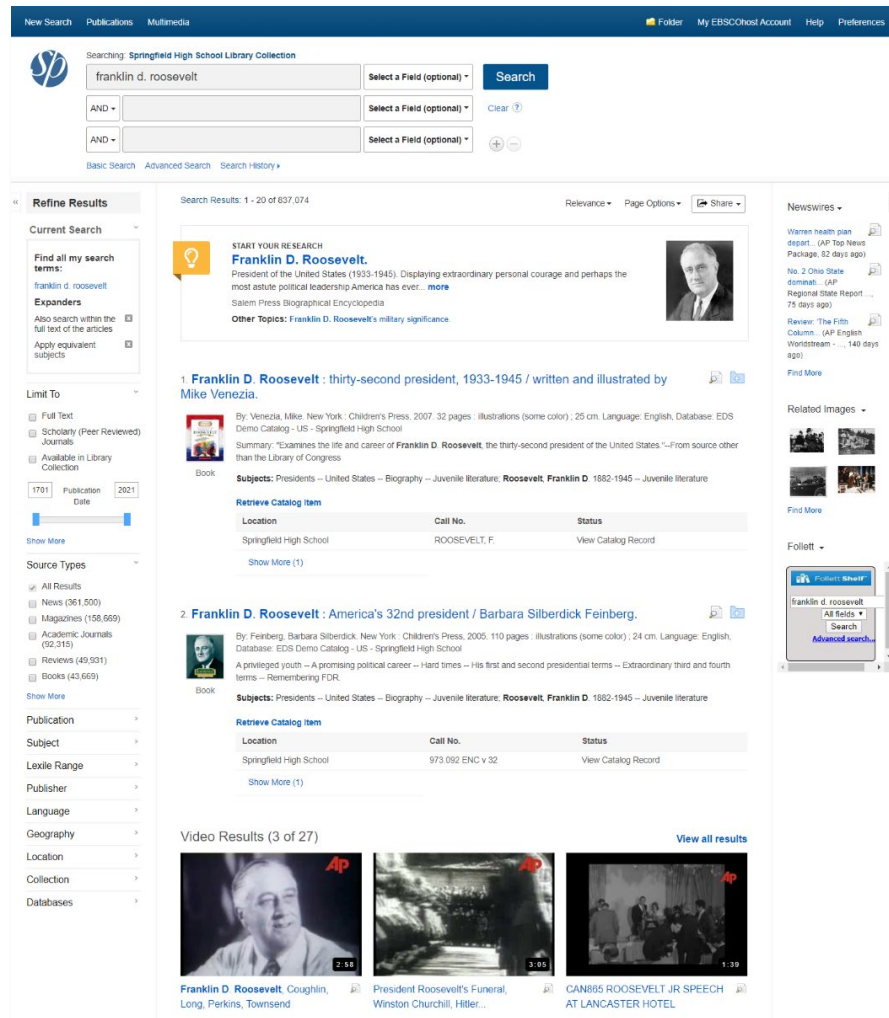 New Search Publications Multimedia
Folder My EBSCOhost Account Help Preferences
Sp
Searching: Springfield High School Library Collection
franklin d. roosevelt
Select a Field (optional)
Search
AND
Select a Field (optional)
Clear ?
AND
Select a Field (optional)
Basic Search Advanced Search Search History
Refine Results
Current Search
Find all my search
terms:
franklin d. roosevelt
Expanders
Also search within the
full text of the articles
Apply equivalent
subjects
Limit To
Full Text
Scholarly (Peer Reviewed)
Journals
Available in Library
Collection
1701 Publication 2021
Date
Show More
Source Types
All Results
News (361,500)
Magazines (158,669)
Academic Journals
(92,315)
Reviews (49,931)
Books (43,669)
Show More
Publication
Subject
Lexile Range
Publisher
Language
Geography
Location
Collection
Databases
Search Results: 1 - 20 of 837,074
Relevance Page Options Share
START YOUR RESEARCH
Franklin D. Roosevelt.
President of the United States (1933-1945). Displaying extraordinary personal courage and perhaps the
most astute political leadership America has ever... more
Salem Press Biographical Encyclopedia
Other Topics: Franklin D. Roosevelt's military significance.
1. Franklin D. Roosevelt : thirty-second president, 1933-1945 / written and illustrated by
Mike Venezia.
By: Venezia, Mike. New York : Children's Press, 2007. 32 pages : illustrations (some color) ; 25 cm. Language: English, Database: EDS
Demo Catalog - US - Springfield High School
Summary: "Examines the life and career of Franklin D. Roosevelt, the thirty-second president of the United States."--From source other
than the Library of Congress
Book
Subjects: Presidents -- United States -- Biography -- Juvenile literature; Roosevelt, Franklin D. 1882-1945 -- Juvenile literature
Retrieve Catalog Item
Location Call No. Status
Springfield High School ROOSEVELT, F. View Catalog Record
Show More (1)
2. Franklin D. Roosevelt : America's 32nd president / Barbara Silberdick Feinberg.
By: Feinberg, Barbara Silberdick. New York : Children's Press, 2005. 110 pages : illustrations (some color) ; 24 cm. Language: English,
Database: EDS Demo Catalog - US - Springfield High School
A privileged youth -- A promising political career -- Hard times -- His first and second presidential terms -- Extraordinary third and fourth
terms -- Remembering FDR.
Book
Subjects: Presidents -- United States -- Biography -- Juvenile literature; Roosevelt, Franklin D. 1882-1945 -- Juvenile literature
Retrieve Catalog Item
Location Call No. Status
Springfield High School 973.092 ENC v 32 View Catalog Record
Show More (1)
Video Results (3 of 27)
View all results
AP
2:58
AP
3:05
AP
1:39
Franklin D. Roosevelt, Coughlin,
Long, Perkins, Townsend
President Roosevelt's Funeral,
Winston Churchill, Hitler...
CAN865 ROOSEVELT JR SPEECH
AT LANCASTER HOTEL
Newswires
Warren health plan
depart... (AP Top News
Package, 82 days ago)
No. 2 Ohio State
dominati... (AP
Regional State Report ...,
75 days ago)
Review: 'The Fifth
Column... (AP English
Worldstream - ..., 140 days
ago)
Find More
Related Images
Find More
Follett
Follett Shelf
franklin d. roosevelt
All fields
Search
Advanced search...